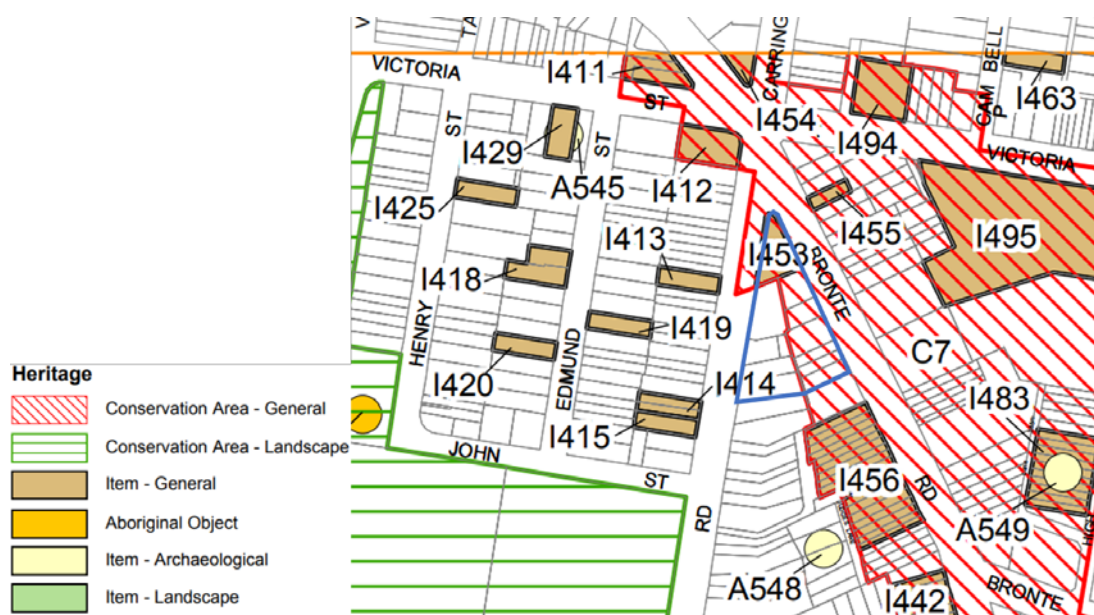 Heritage
Conservation Area - General
Conservation Area - Landscape
Item - General
Aboriginal Object
Item - Archaeological
Item - Landscape
V
TA
CARRING
CAM BELL
P
VICTORIA
I411
I463
ST
I454
I494
ST
I429
ST
A545
I412
VICTORIA
I425
I455
I495
I413
I453
BRONTE
I418
I419
C7
HENRY
I420
EDMUND
I414
I483
I415
JOHN
ST
I456
RD
RD
A549
A548
HIG
I442
BRONTE